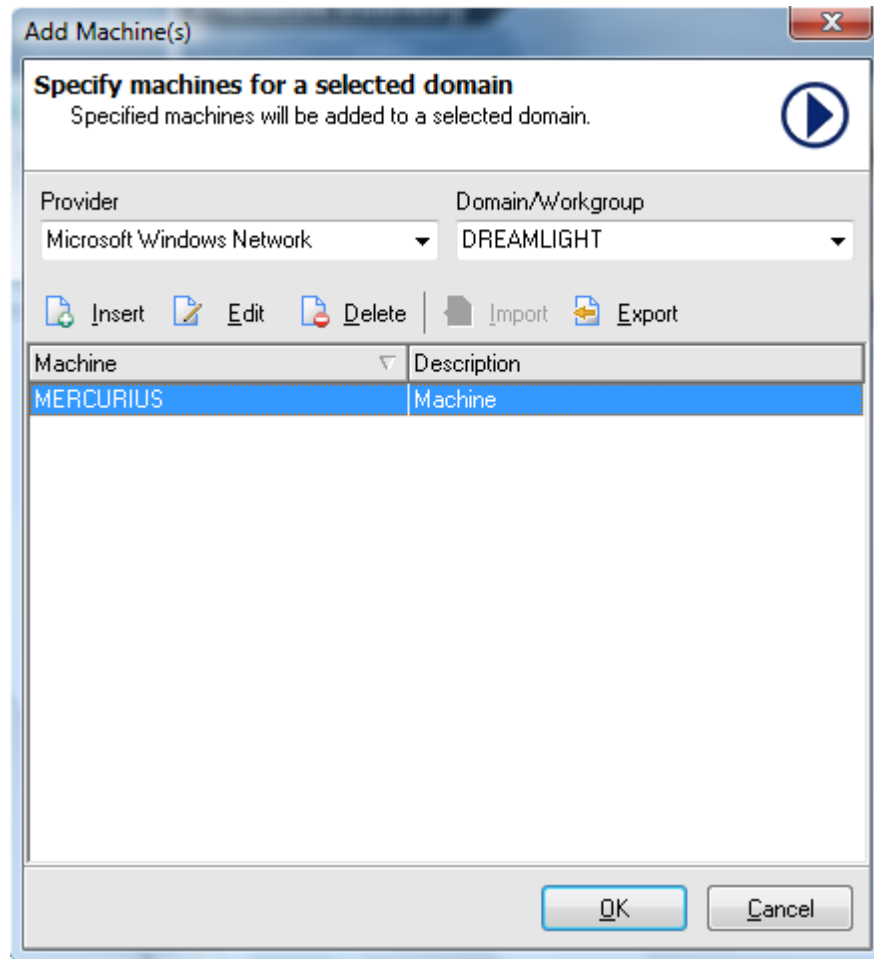 Add Machine(s)
Specify machines for a selected domain
Specified machines will be added to a selected domain.
Provider Domain/Workgroup
Microsoft Windows Network DREAMLIGHT
Insert Edit Delete Import Export
Machine Description
MERCURIUS Machine
OK Cancel